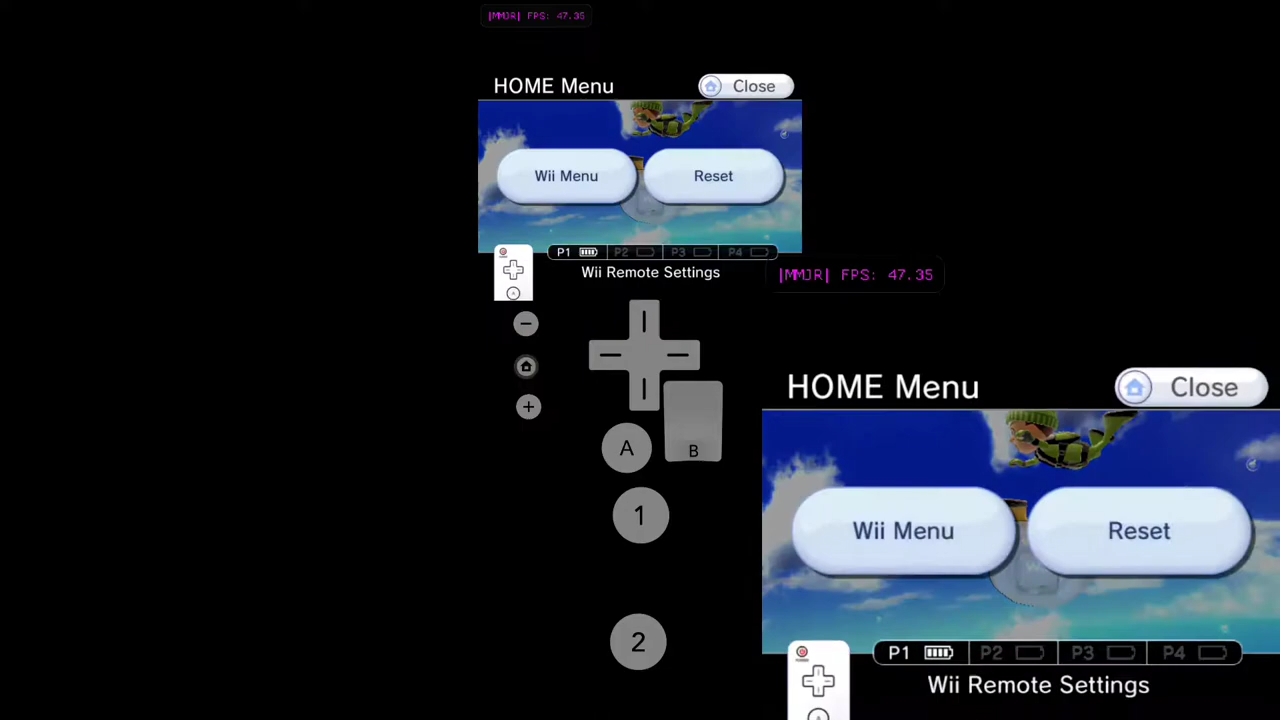 |MMJR| FPS: 47.35
HOME Menu
Close
Wii Menu
Reset
P1 P2 P3 P4
Wii Remote Settings
A
B
1
2
|MMJR| FPS: 47.35
HOME Menu
Close
Wii Menu
Reset
P1 P2 P3 P4
Wii Remote Settings